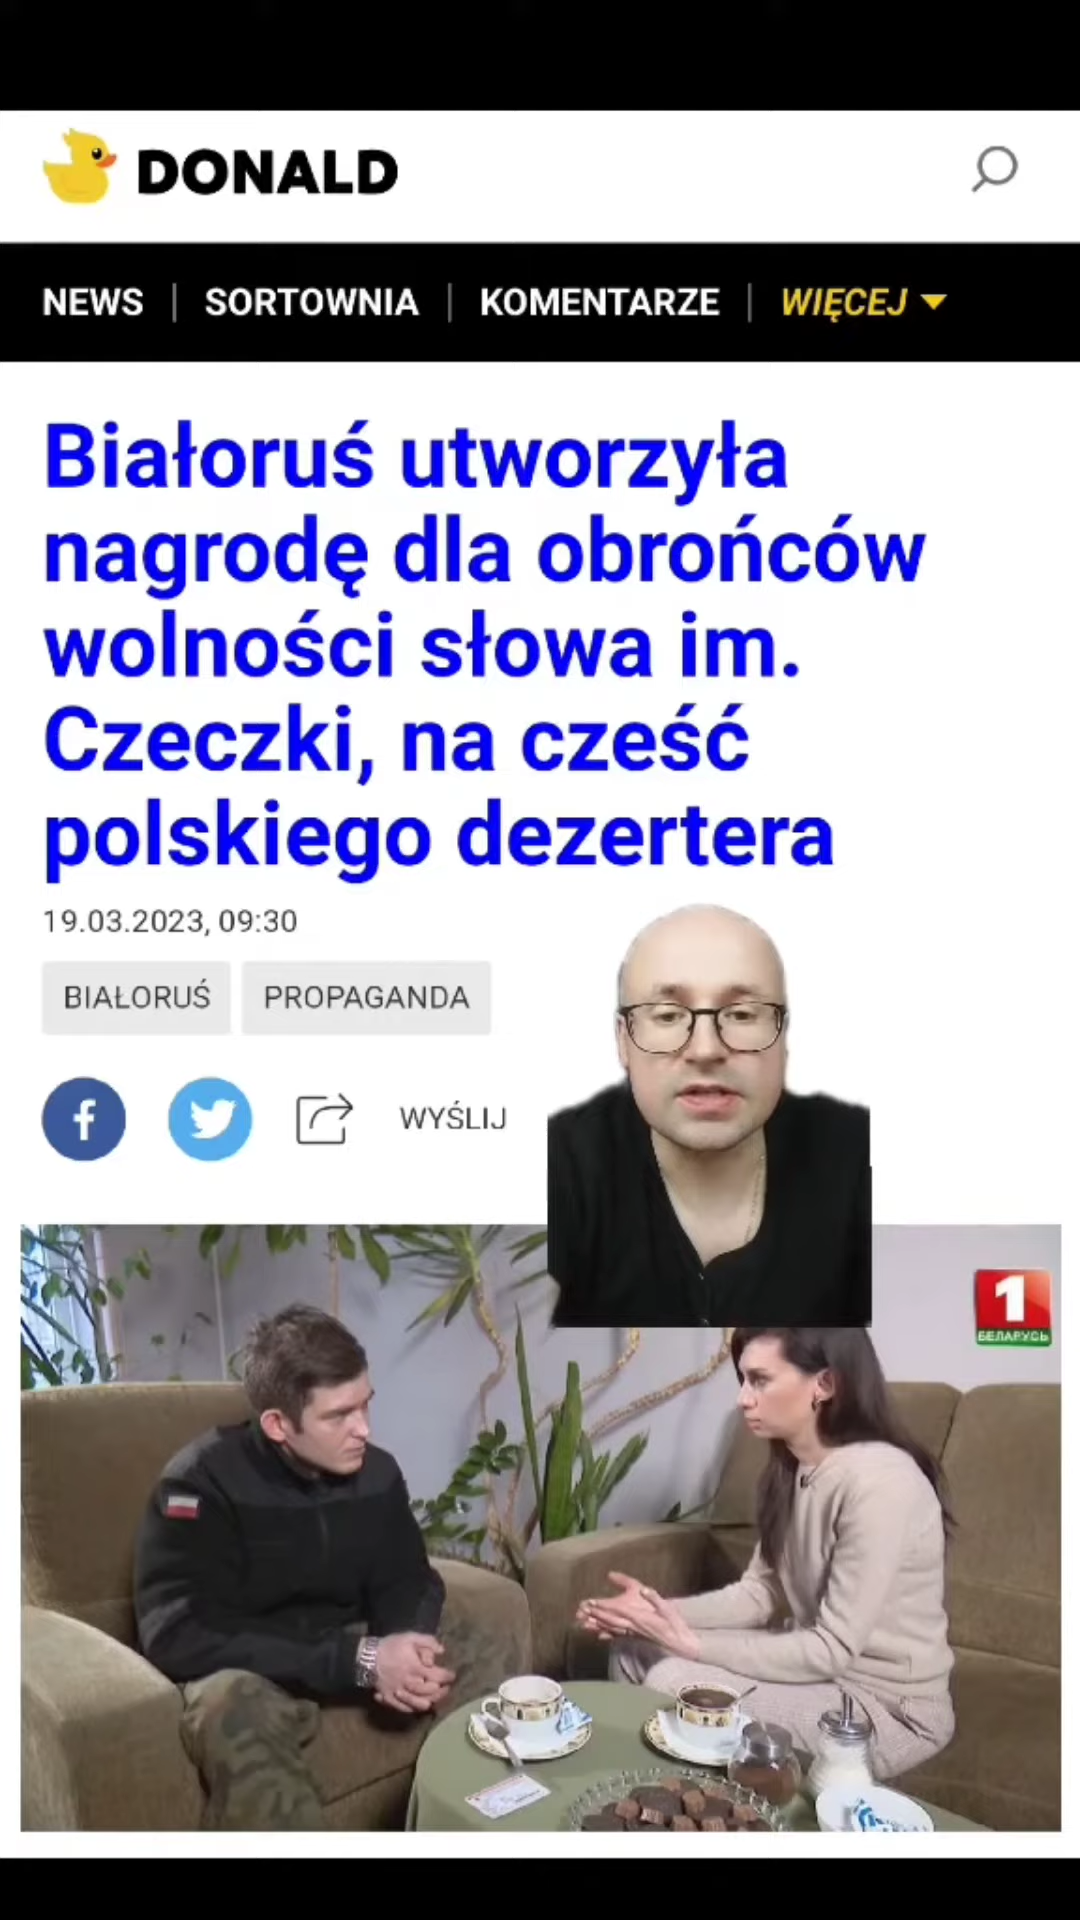 DONALD
NEWS | SORTOWNIA | KOMENTARZE | WIĘCEJ
Białoruś utworzyła
nagrodę dla obrońców
wolności słowa im.
Czeczki, na cześć
polskiego dezertera
19.03.2023, 09:30
BIAŁORUŚ PROPAGANDA
WYŚLIJ
1
БЕЛАРУСЬ